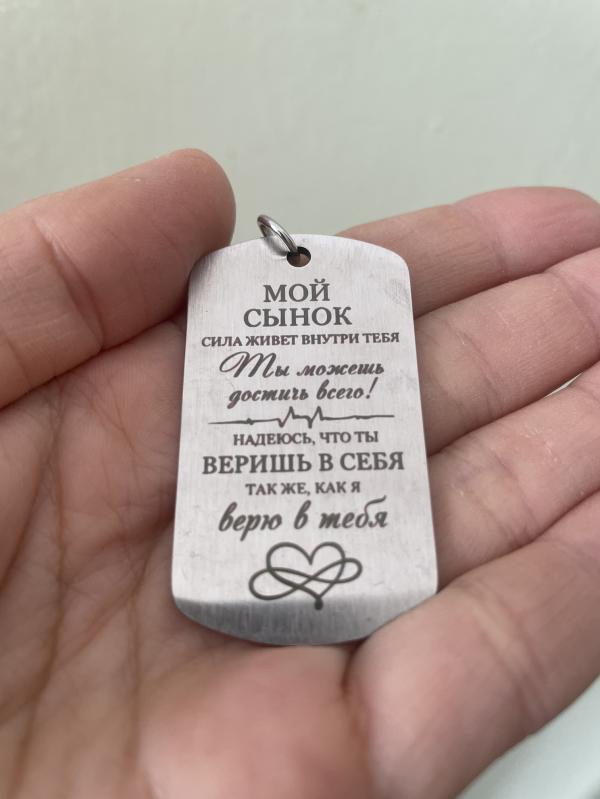 МОЙ
СЫНОК
СИЛА ЖИВЕТ ВНУТРИ ТЕБЯ
Ты можешь
достичь всего!
НАДЕЮСЬ, ЧТО ТЫ
ВЕРИШЬ В СЕБЯ
ТАК ЖЕ, КАК Я
верю в тебя